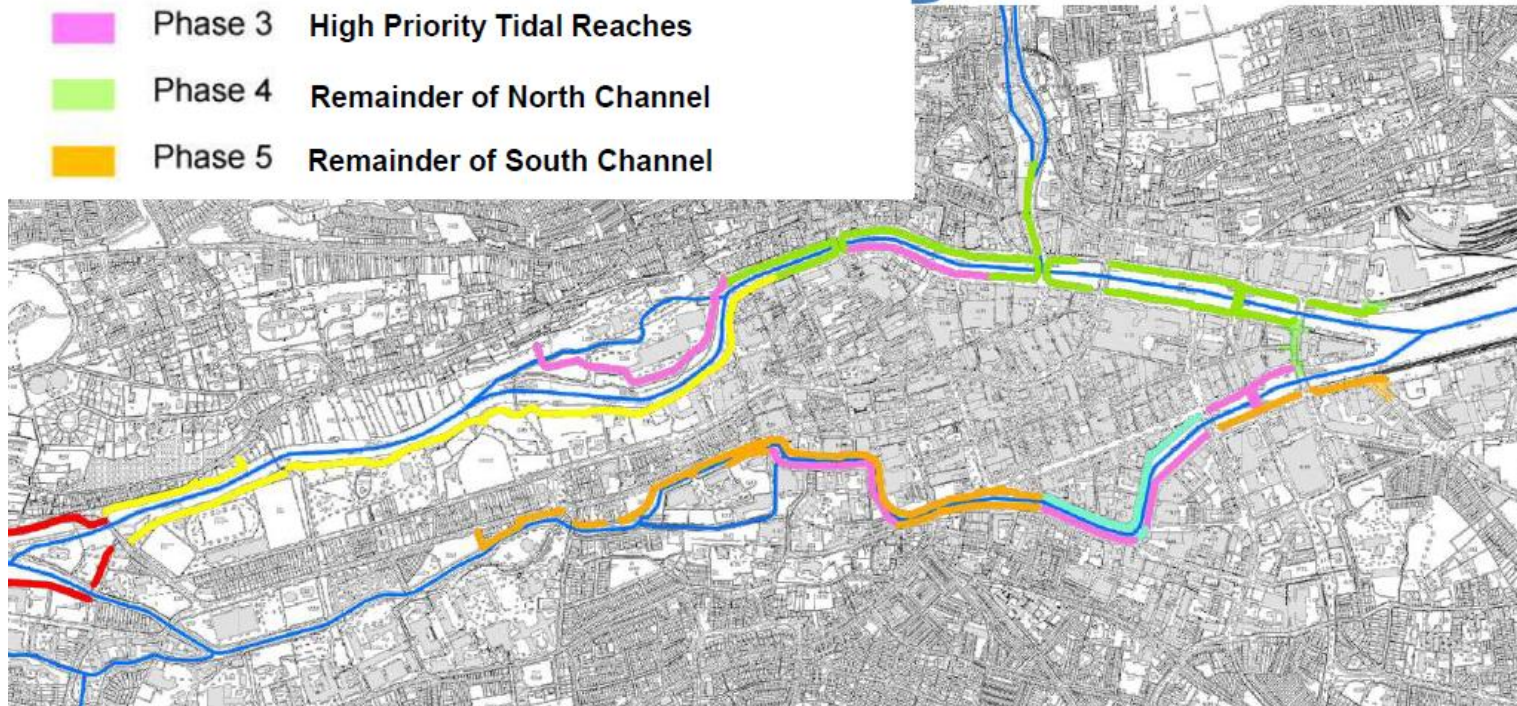 Phase 3 High Priority Tidal Reaches
Phase 4 Remainder of North Channel
Phase 5 Remainder of South Channel